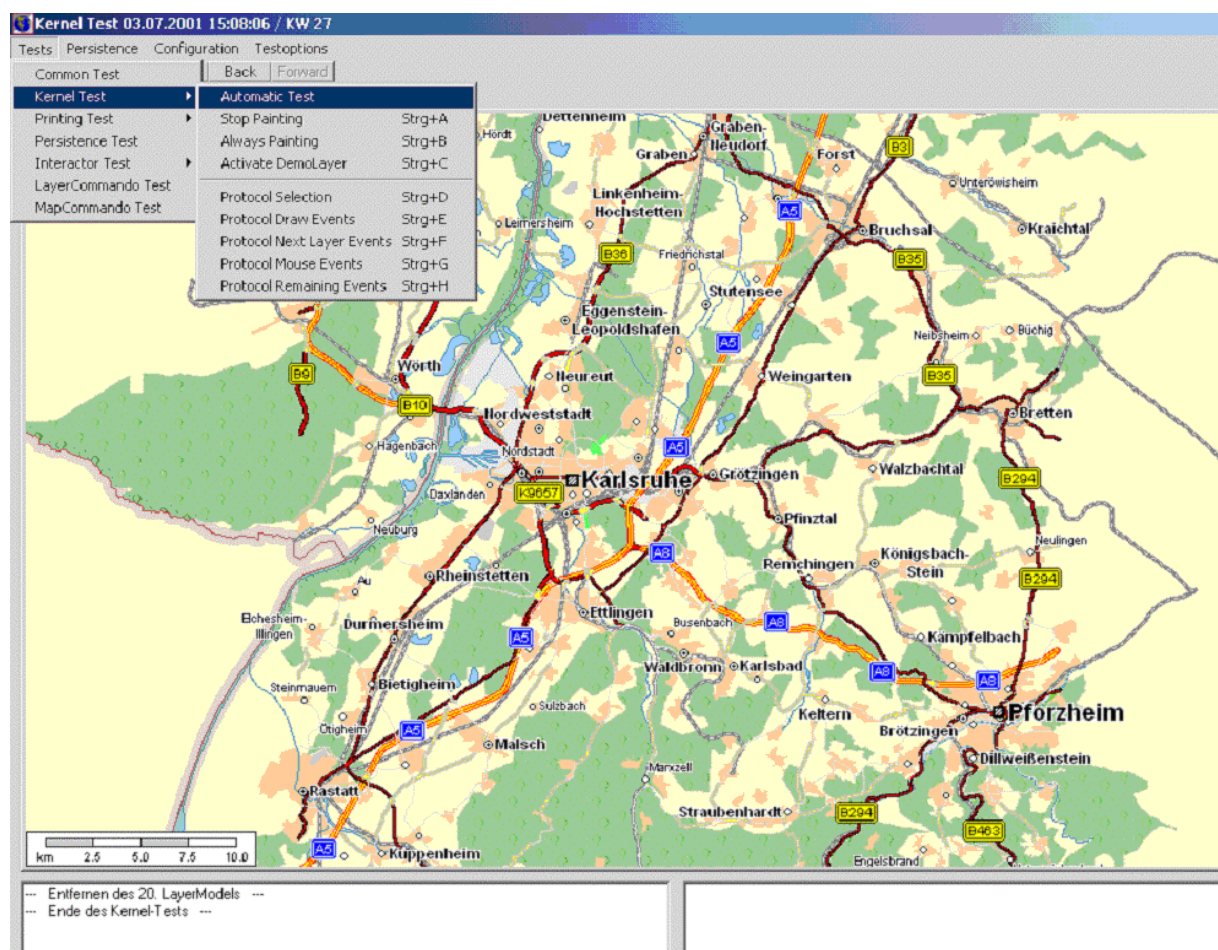 Kernel Test 03.07.2001 15:08:06 / KW 27
Tests Persistence Configuration Testoptions
Back Forward
Common Test
Kernel Test
Printing Test
Persistence Test
Interactor Test
LayerCommando Test
MapCommando Test
Automatic Test
Stop Painting Strg+A
Always Painting Strg+B
Activate DemoLayer Strg+C
Protocol Selection Strg+D
Protocol Draw Events Strg+E
Protocol Next Layer Events Strg+F
Protocol Mouse Events Strg+G
Protocol Remaining Events Strg+H
Dettenheim
Hördt
Graben-
Neudorf
Graben
Forst
B3
Unteröwisheim
Linkenheim-
Hochstetten
A5
Leimersheim
Bruchsal
Kraichtal
B36
Friedrichstal
B35
Stutensee
Eggenstein-
Leopoldshafen
A5
Neibsheim
Büchig
Wörth
B9
Neureut
Weingarten
B35
B10
Nordweststadt
Bretten
Hagenbach
Nordstadt
A5
Karlsruhe
Grötzingen
Walzbachtal
B294
Daxlanden
K9657
Pfinztal
Neuburg
Neulingen
A8
Königsbach-
Stein
Remchingen
Au
Rheinstetten
B294
Elchesheim-
Illingen
Durmersheim
Ettlingen
Busenbach
A8
A5
Kämpfelbach
Waldbronn
Karlsbad
A8
A8
Steinmauern
Bietigheim
Sulzbach
Keltern
Pforzheim
Ötigheim
A5
Brötzingen
Malsch
Dillweißenstein
Marxzell
Rastatt
Straubenhardt
B294
B463
A5
Kuppenheim
Engelsbrand
km 2.5 5.0 7.5 10.0
--- Entfernen des 20. LayerModels ---
--- Ende des Kernel-Tests ---